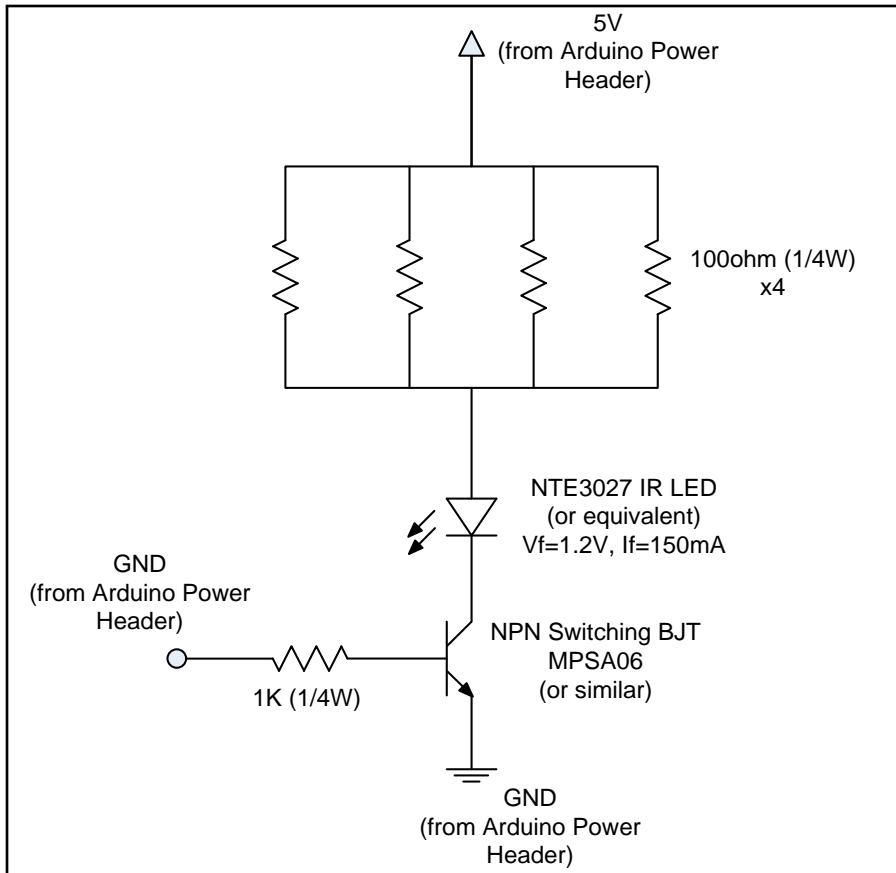 5V
(from Arduino Power
Header)
100ohm (1/4W)
x4
NTE3027 IR LED
(or equivalent)
Vf=1.2V, If=150mA
GND
(from Arduino Power
Header)
NPN Switching BJT
MPSA06
(or similar)
1K (1/4W)
GND
(from Arduino Power
Header)